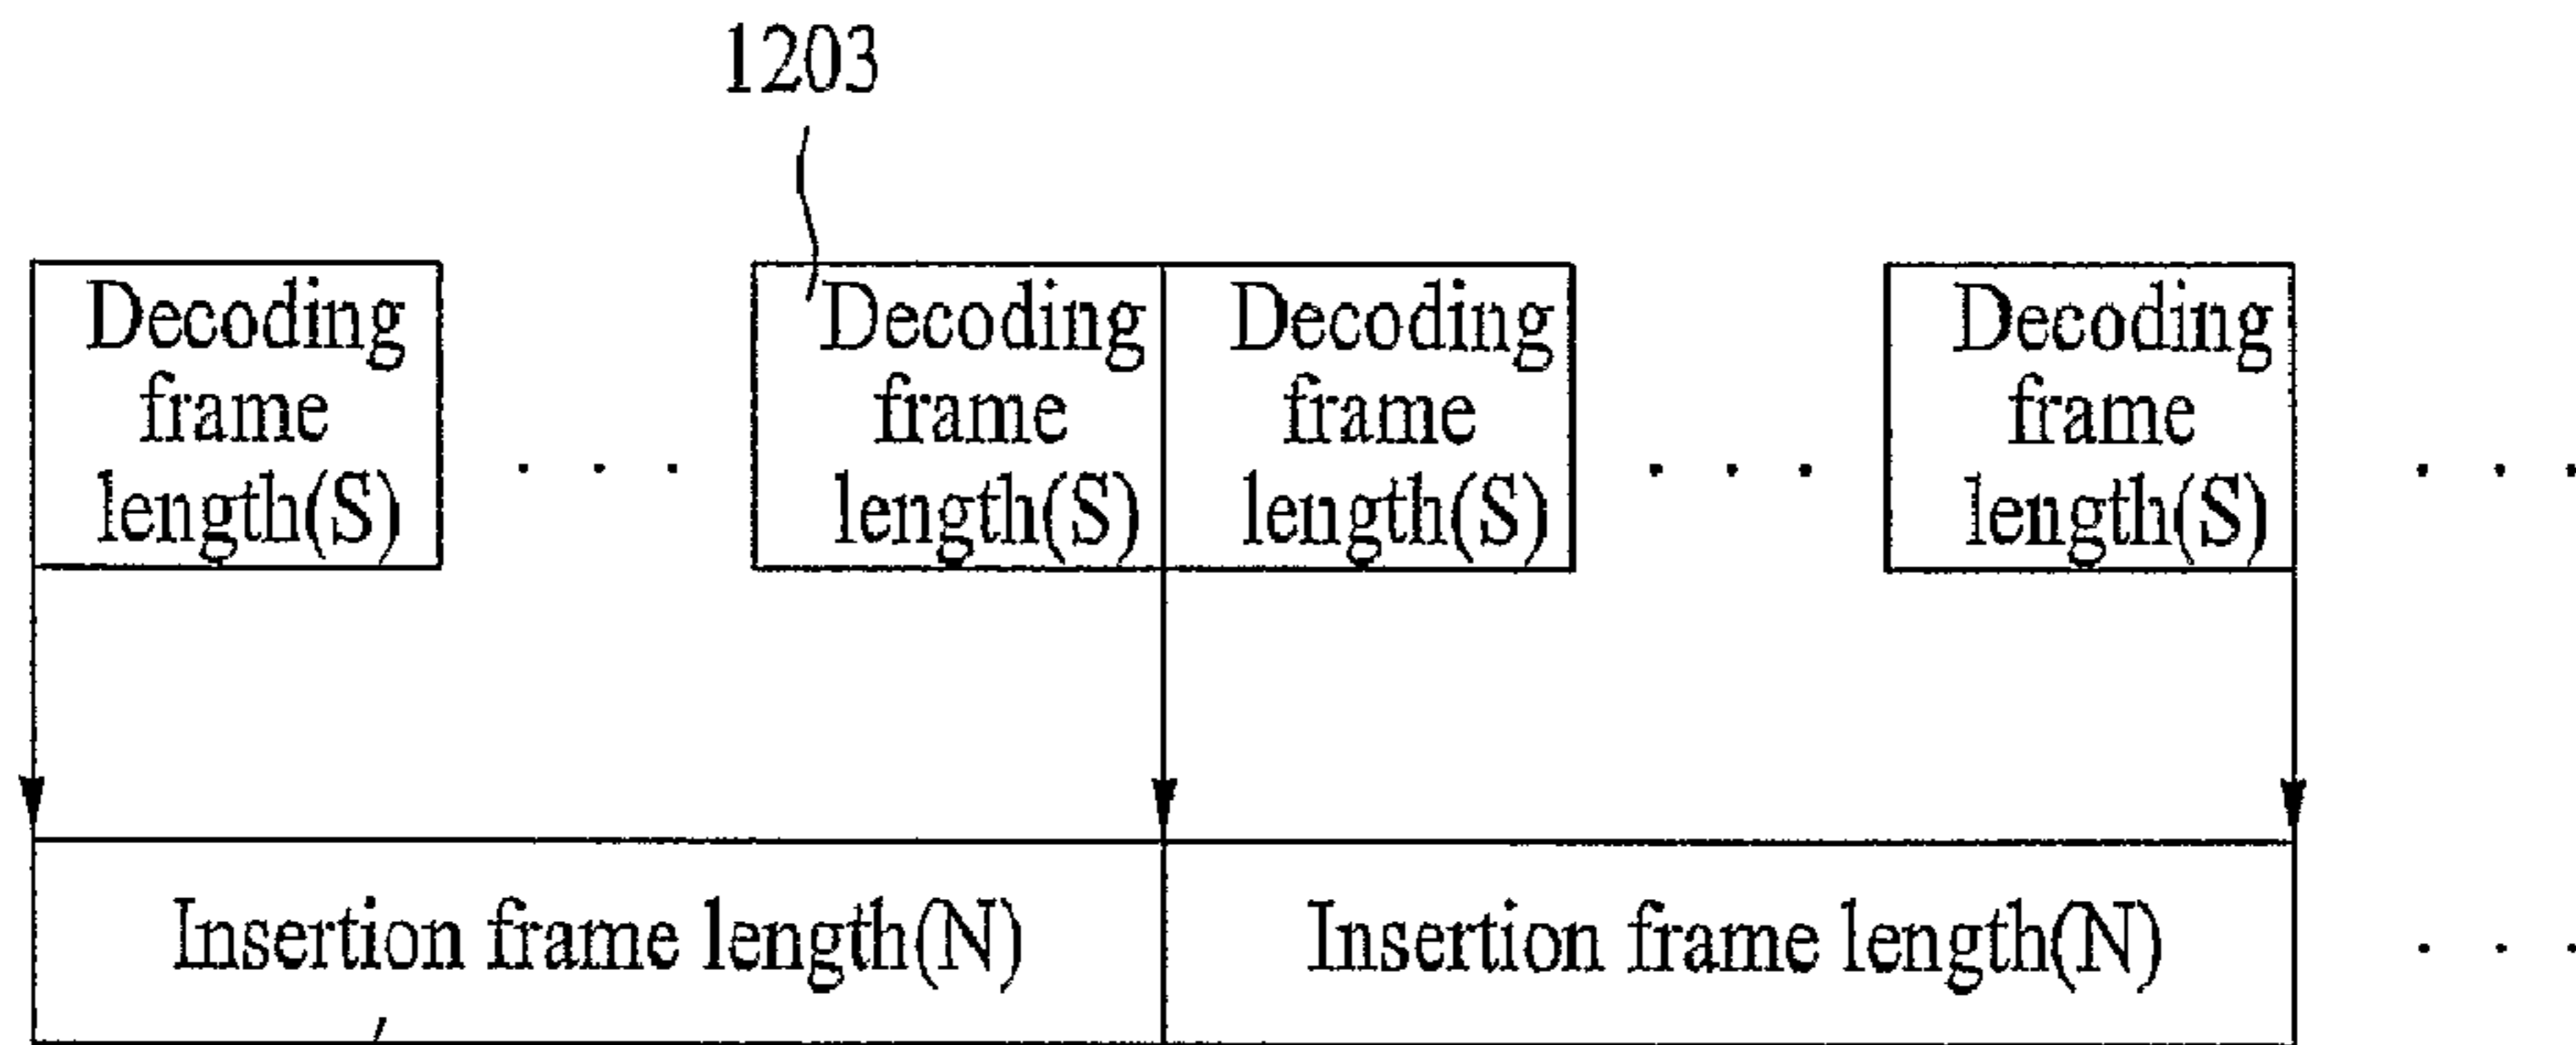 1203
Decoding
frame
length(S)
. . .
Decoding
frame
length(S)
Decoding
frame
length(S)
. . .
Decoding
frame
length(S)
. . .
Insertion frame length(N)
Insertion frame length(N)
. . .